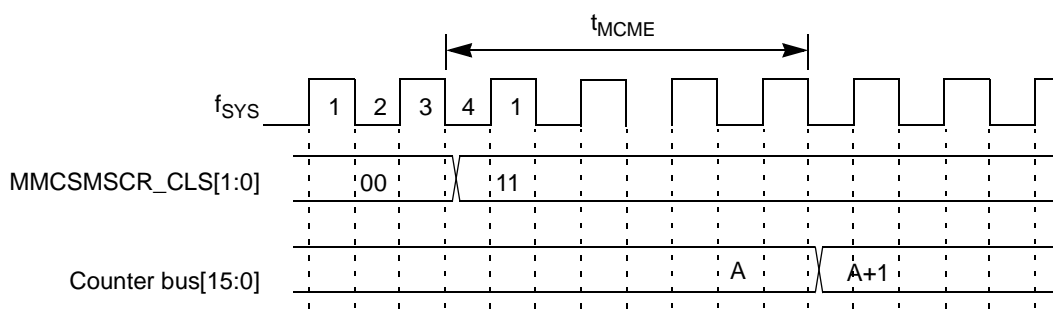 tMCME
fSYS 1 2 3 4 1
MMCSMSCR_CLS[1:0] 00 11
Counter bus[15:0] A A+1